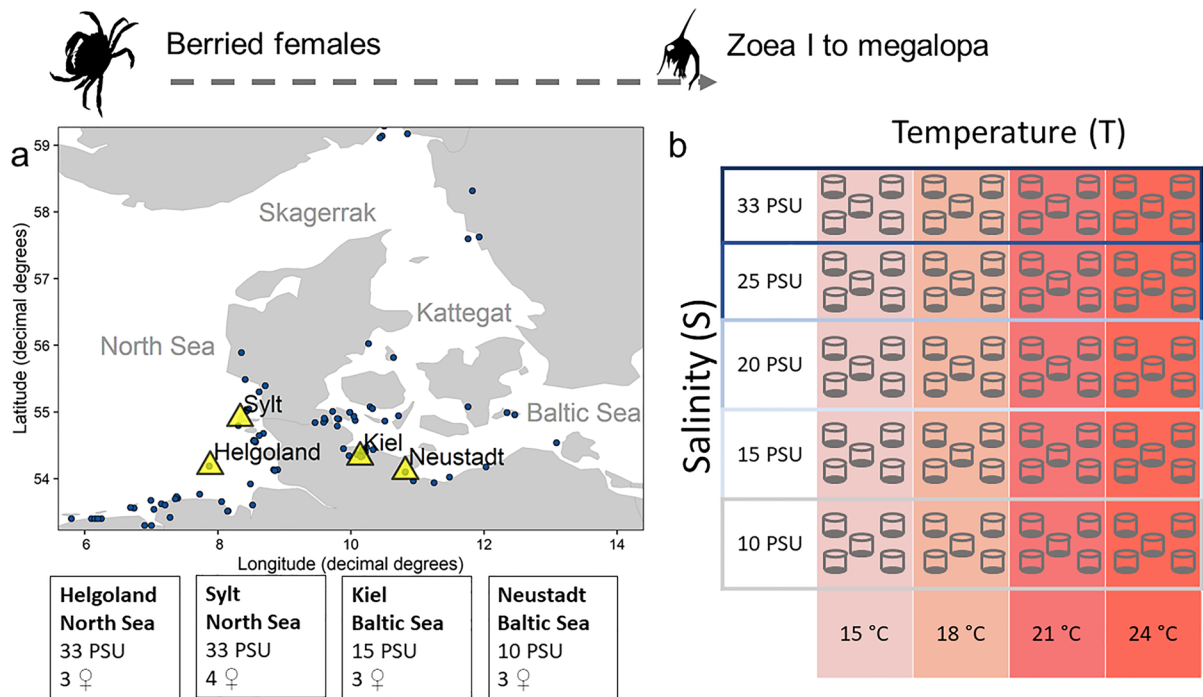 Berried females
Zoea I to megalopa
a
59
58
57
56
55
54
Latitude (decimal degrees)
Skagerrak
Kattegat
North Sea
Baltic Sea
Sylt
Helgoland
Kiel
Neustadt
6
8
10
12
14
Longitude (decimal degrees)
Helgoland
North Sea
33 PSU
3 ♀
Sylt
North Sea
33 PSU
4 ♀
Kiel
Baltic Sea
15 PSU
3 ♀
Neustadt
Baltic Sea
10 PSU
3 ♀
b
Temperature (T)
Salinity (S)
33 PSU
25 PSU
20 PSU
15 PSU
10 PSU
15 °C
18 °C
21 °C
24 °C